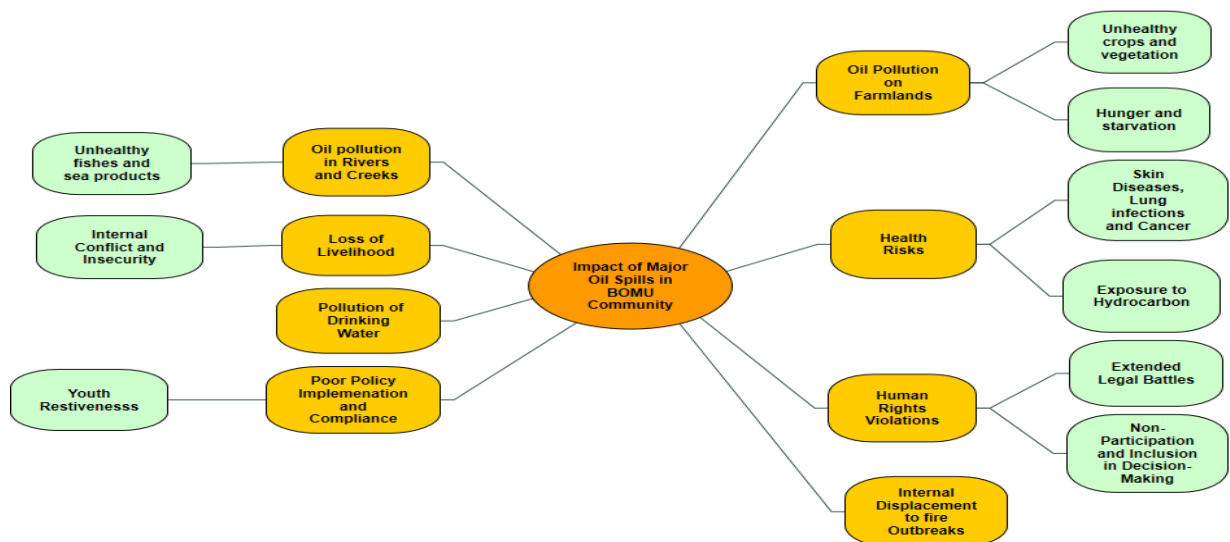 Impact of Major
Oil Spills in
BOMU
Community
Oil pollution
in Rivers
and Creeks
Unhealthy
fishes and
sea products
Loss of
Livelihood
Internal
Conflict and
Insecurity
Pollution of
Drinking
Water
Poor Policy
Implemenation
and
Compliance
Youth
Restivenesss
Oil Pollution
on
Farmlands
Unhealthy
crops and
vegetation
Hunger and
starvation
Health
Risks
Skin
Diseases,
Lung
infections
and Cancer
Exposure to
Hydrocarbon
Human
Rights
Violations
Extended
Legal Battles
Non-
Participation
and Inclusion
in Decision-
Making
Internal
Displacement
to fire
Outbreaks